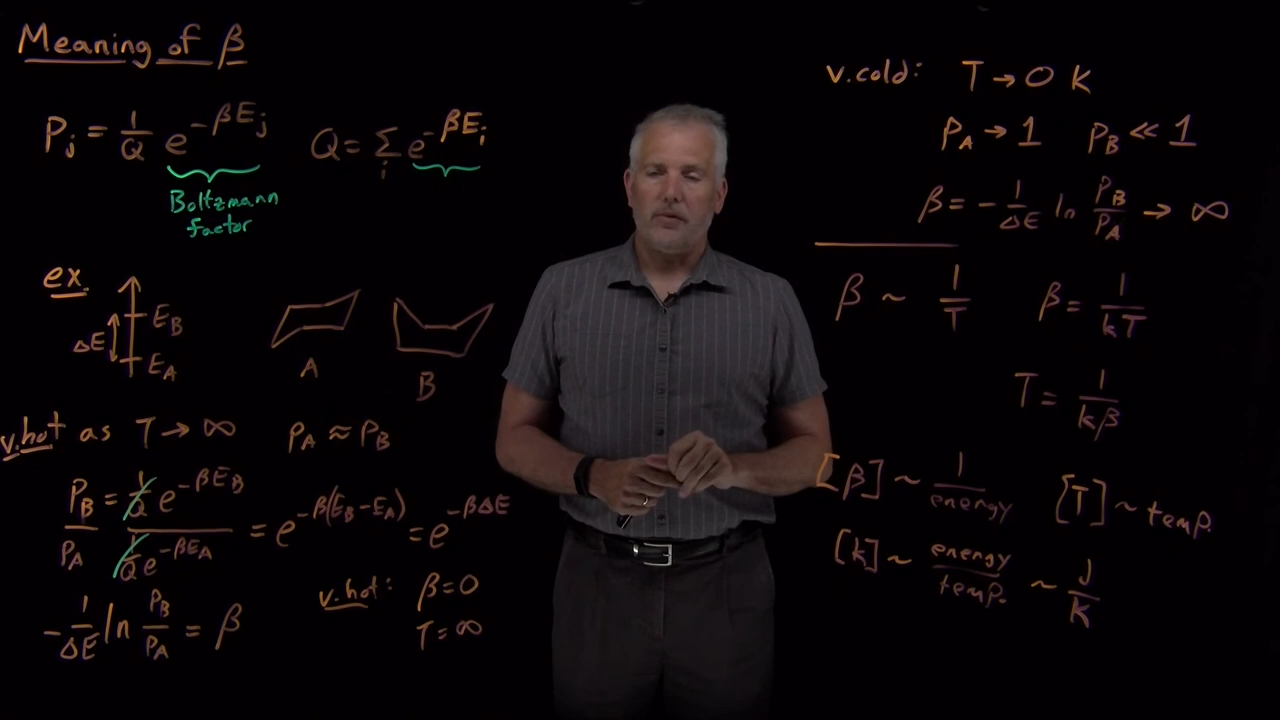 Meaning of β
P_j = 1/Q e^{-βE_j}    Q = Σ_i e^{-βE_i}
Boltzmann
factor
ex.
E_B
ΔE
E_A
A
B
v.hot as T → ∞    P_A ≈ P_B
P_B/P_A = (1/Q e^{-βE_B})/(1/Q e^{-βE_A}) = e^{-β(E_B-E_A)} = e^{-βΔE}
-1/ΔE ln P_B/P_A = β
v.hot: β=0
T=∞
v.cold: T → 0 K
P_A → 1    P_B ≪ 1
β = -1/ΔE ln P_B/P_A → ∞
β ~ 1/T    β = 1/kT
T = 1/kβ
[β] ~ 1/energy    [T] ~ temp.
[k] ~ energy/temp. ~ J/K